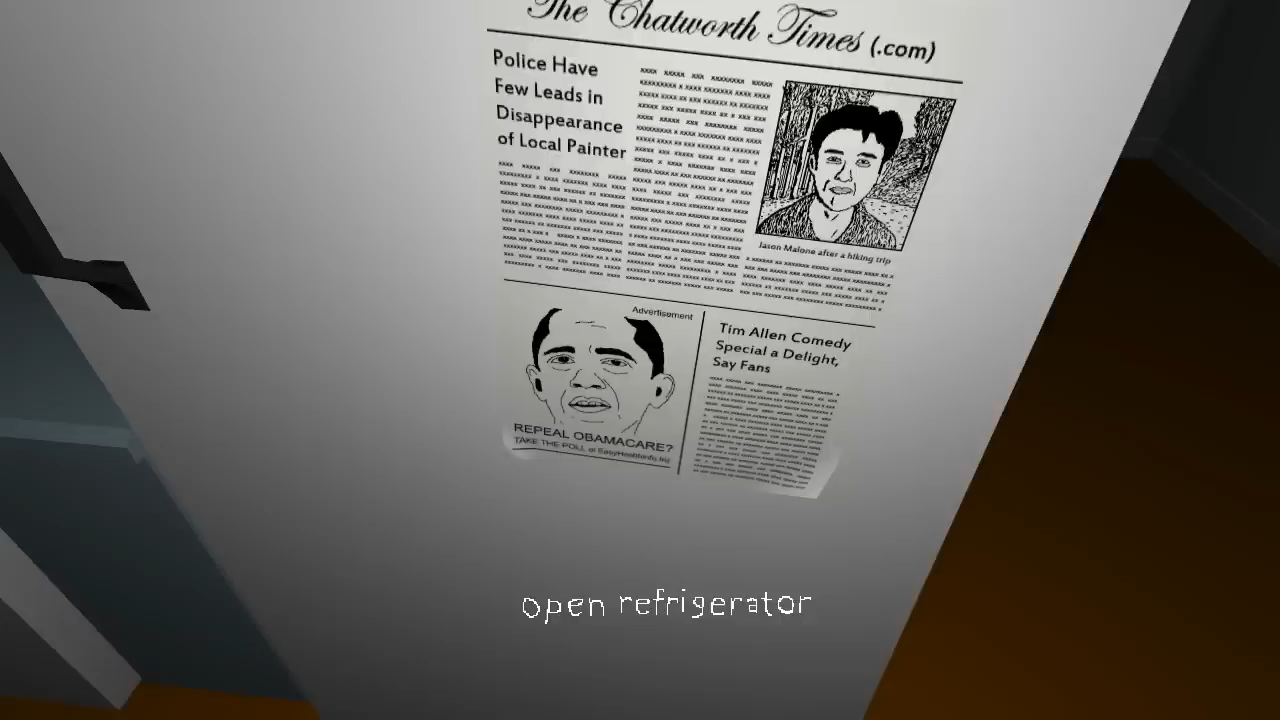 The Chatworth Times (.com)
Police Have
Few Leads in
Disappearance
of Local Painter
Jason Malone after a hiking trip
Advertisement
REPEAL OBAMACARE?
TAKE THE POLL at EasyHealthInfo.biz
Tim Allen Comedy
Special a Delight,
Say Fans
open refrigerator